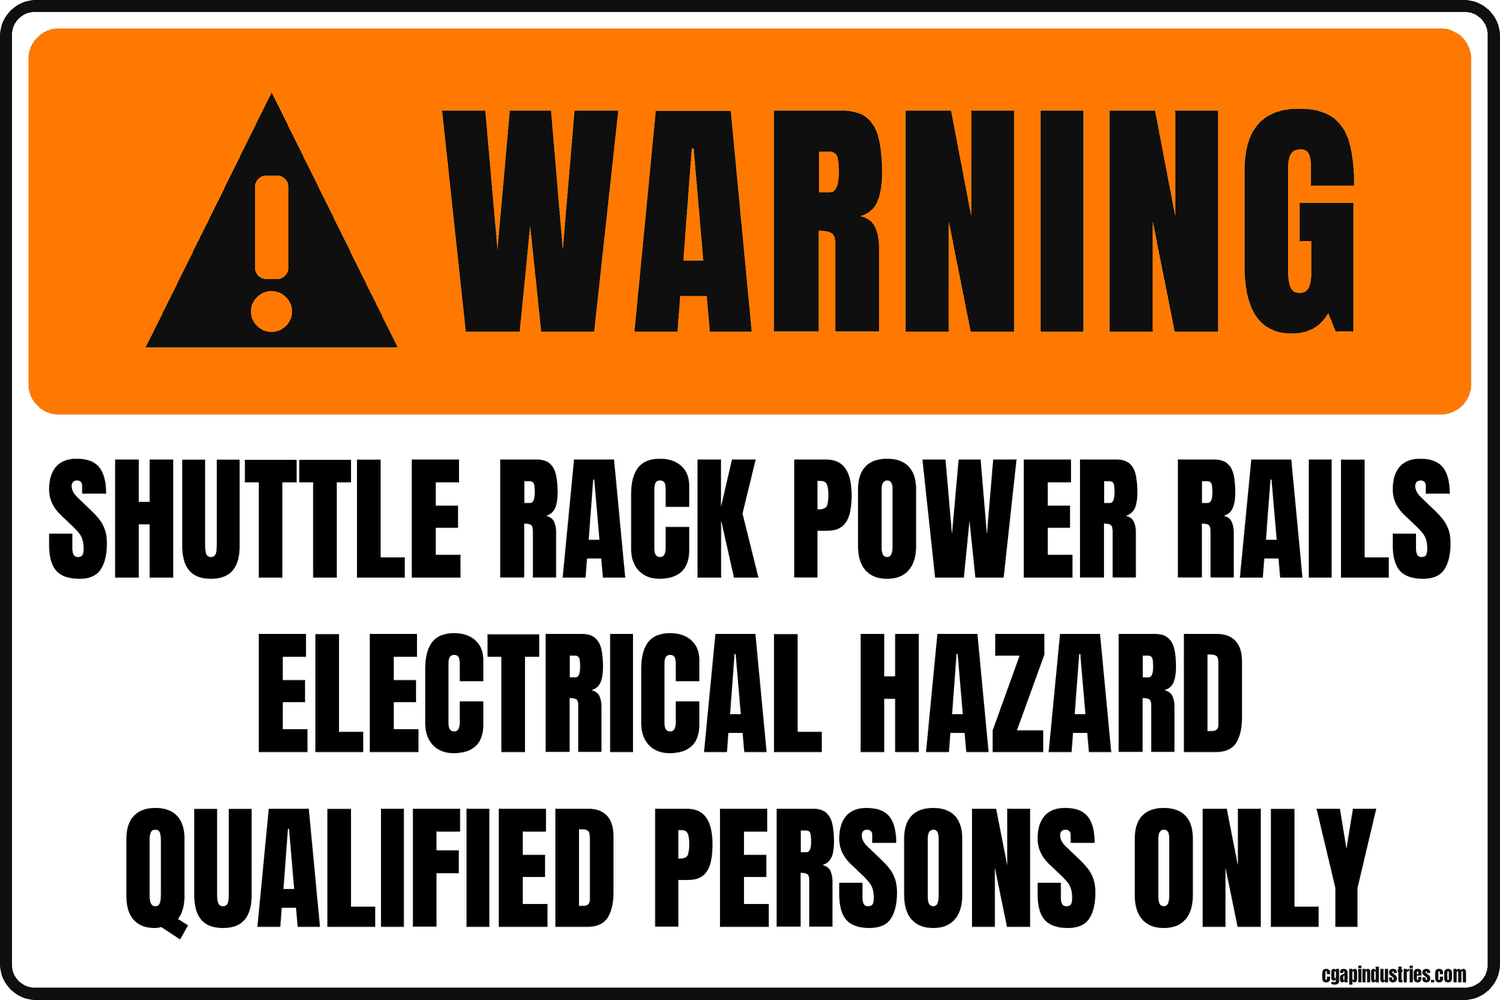 WARNING
SHUTTLE RACK POWER RAILS
ELECTRICAL HAZARD
QUALIFIED PERSONS ONLY
cgapindustries.com